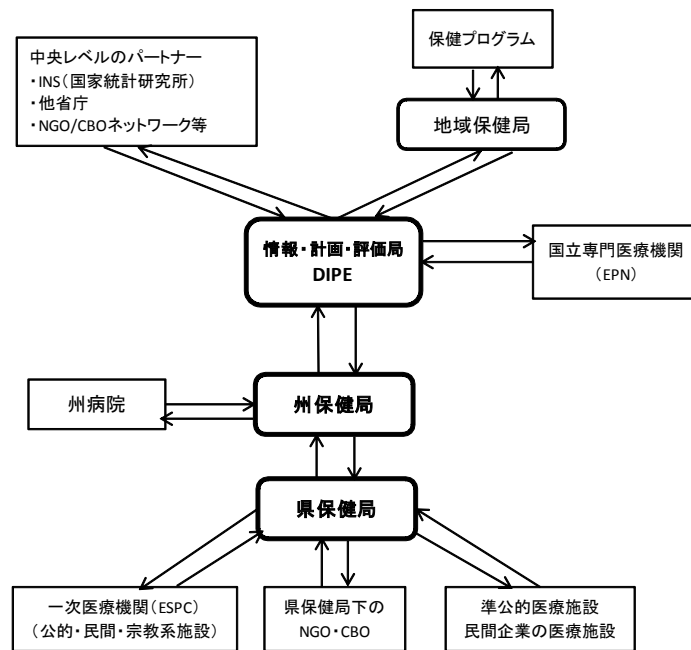 中央レベルのパートナー
・INS(国家統計研究所)
・他省庁
・NGO/CBOネットワーク等
保健プログラム
地域保健局
情報・計画・評価局
DIPE
国立専門医療機関
(EPN)
州病院
州保健局
県保健局
一次医療機関(ESPC)
(公的・民間・宗教系施設)
県保健局下の
NGO・CBO
準公的医療施設
民間企業の医療施設